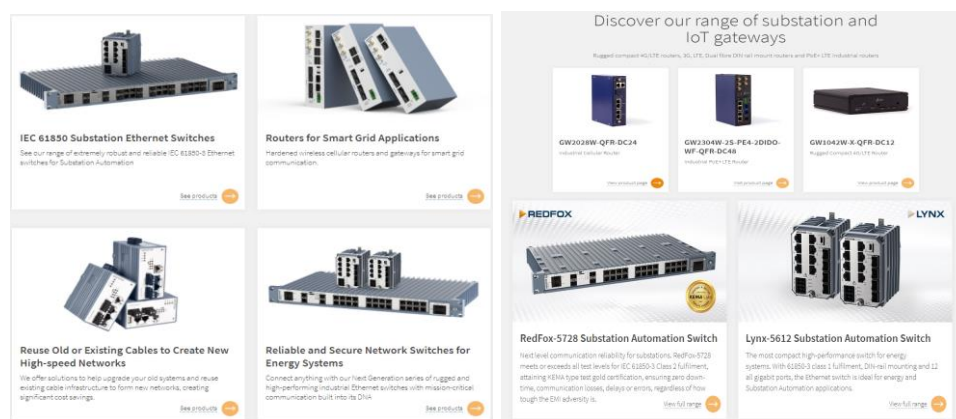 IEC 61850 Substation Ethernet Switches
See our range of extremely robust and reliable IEC 61850-3 Ethernet
switches for Substation Automation
See products
Routers for Smart Grid Applications
Hardened wireless cellular routers and gateways for smart grid
communication.
See products
Reuse Old or Existing Cables to Create New
High-speed Networks
We offer solutions to help upgrade your old systems and reuse
existing cable infrastructure to form new networks, creating
significant cost savings.
See products
Reliable and Secure Network Switches for
Energy Systems
Connect anything with our Next Generation series of rugged and
high-performing industrial Ethernet switches with mission-critical
communication built into its DNA
See products
Discover our range of substation and
IoT gateways
Rugged compact 4G/LTE routers, 3G, LTE, Dual Slow DIN rail mount routers and PoE+ LTE Industrial routers
GW2028W-QFR-DC24
Industrial Cellular Router
View product page
GW2304W-2S-PE4-2DIDO-
WF-QFR-DC48
Industrial PoE+ LTE Router
View product page
GW1042W-X-QFR-DC12
Rugged Compact 4G/LTE Router
View product page
REDFOX
RedFox-5728 Substation Automation Switch
Next level communication reliability for substations. RedFox-5728
meets or exceeds all test levels for IEC 61850-3 Class 2 fulfilment,
attaining KEMA type test gold certification, ensuring zero down-
time, communication losses, delays or errors, regardless of how
tough the EMI adversity is.
View full range
LYNX
Lynx-5612 Substation Automation Switch
The most compact high-performance switch for energy
systems. With 61850-3 class 1 fulfilment, DIN-rail mounting and 12
all gigabit ports, the Ethernet switch is ideal for energy and
Substation Automation applications.
View full range